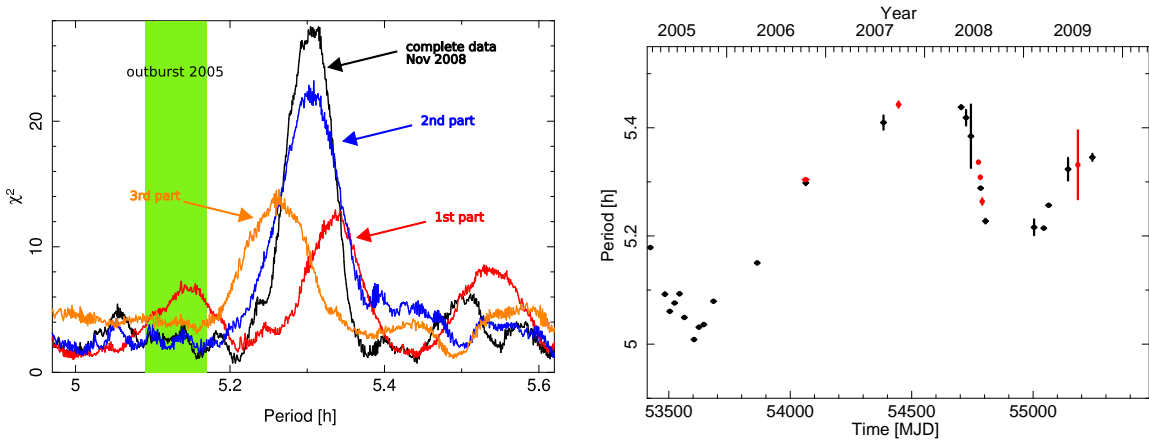 outburst 2005
complete data
Nov 2008
2nd part
3rd part
1st part
χ²
0
10
20
5
5.2
5.4
5.6
Period [h]
Year
2005
2006
2007
2008
2009
Period [h]
5.4
5.2
5
53500
54000
54500
55000
Time [MJD]